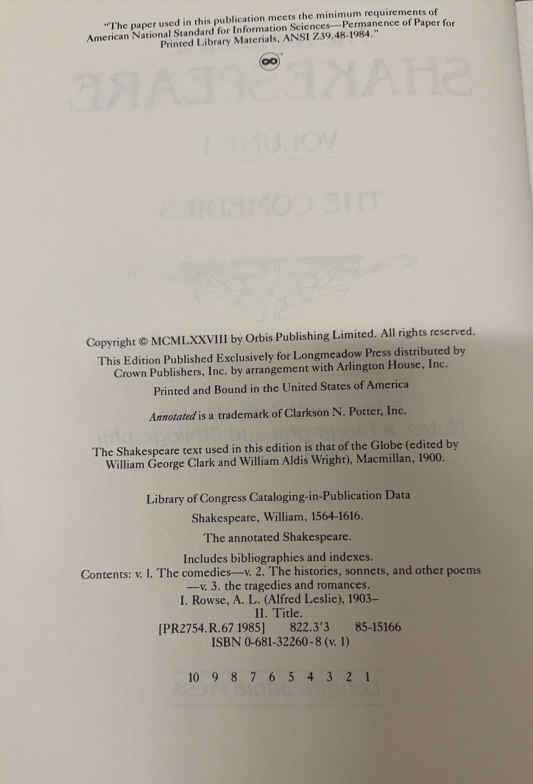 "The paper used in this publication meets the minimum requirements of
American National Standard for Information Sciences—Permanence of Paper for
Printed Library Materials, ANSI Z39.48-1984."
Copyright © MCMLXXVIII by Orbis Publishing Limited. All rights reserved.
This Edition Published Exclusively for Longmeadow Press distributed by
Crown Publishers, Inc. by arrangement with Arlington House, Inc.
Printed and Bound in the United States of America
Annotated is a trademark of Clarkson N. Potter, Inc.
The Shakespeare text used in this edition is that of the Globe (edited by
William George Clark and William Aldis Wright), Macmillan, 1900.
Library of Congress Cataloging-in-Publication Data
Shakespeare, William, 1564-1616.
The annotated Shakespeare.
Includes bibliographies and indexes.
Contents: v. 1. The comedies—v. 2. The histories, sonnets, and other poems
—v. 3. the tragedies and romances.
I. Rowse, A. L. (Alfred Leslie), 1903–
II. Title.
[PR2754.R.67 1985] 822.3'3 85-15166
ISBN 0-681-32260-8 (v. 1)
10 9 8 7 6 5 4 3 2 1